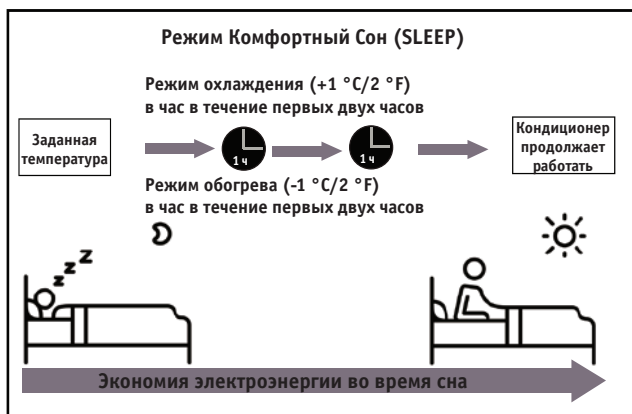 Режим Комфортный Сон (SLEEP)
Режим охлаждения (+1 °C/2 °F)
в час в течение первых двух часов
Заданная
температура
1 ч
1 ч
Кондиционер
продолжает
работать
Режим обогрева (-1 °C/2 °F)
в час в течение первых двух часов
z z z
Экономия электроэнергии во время сна